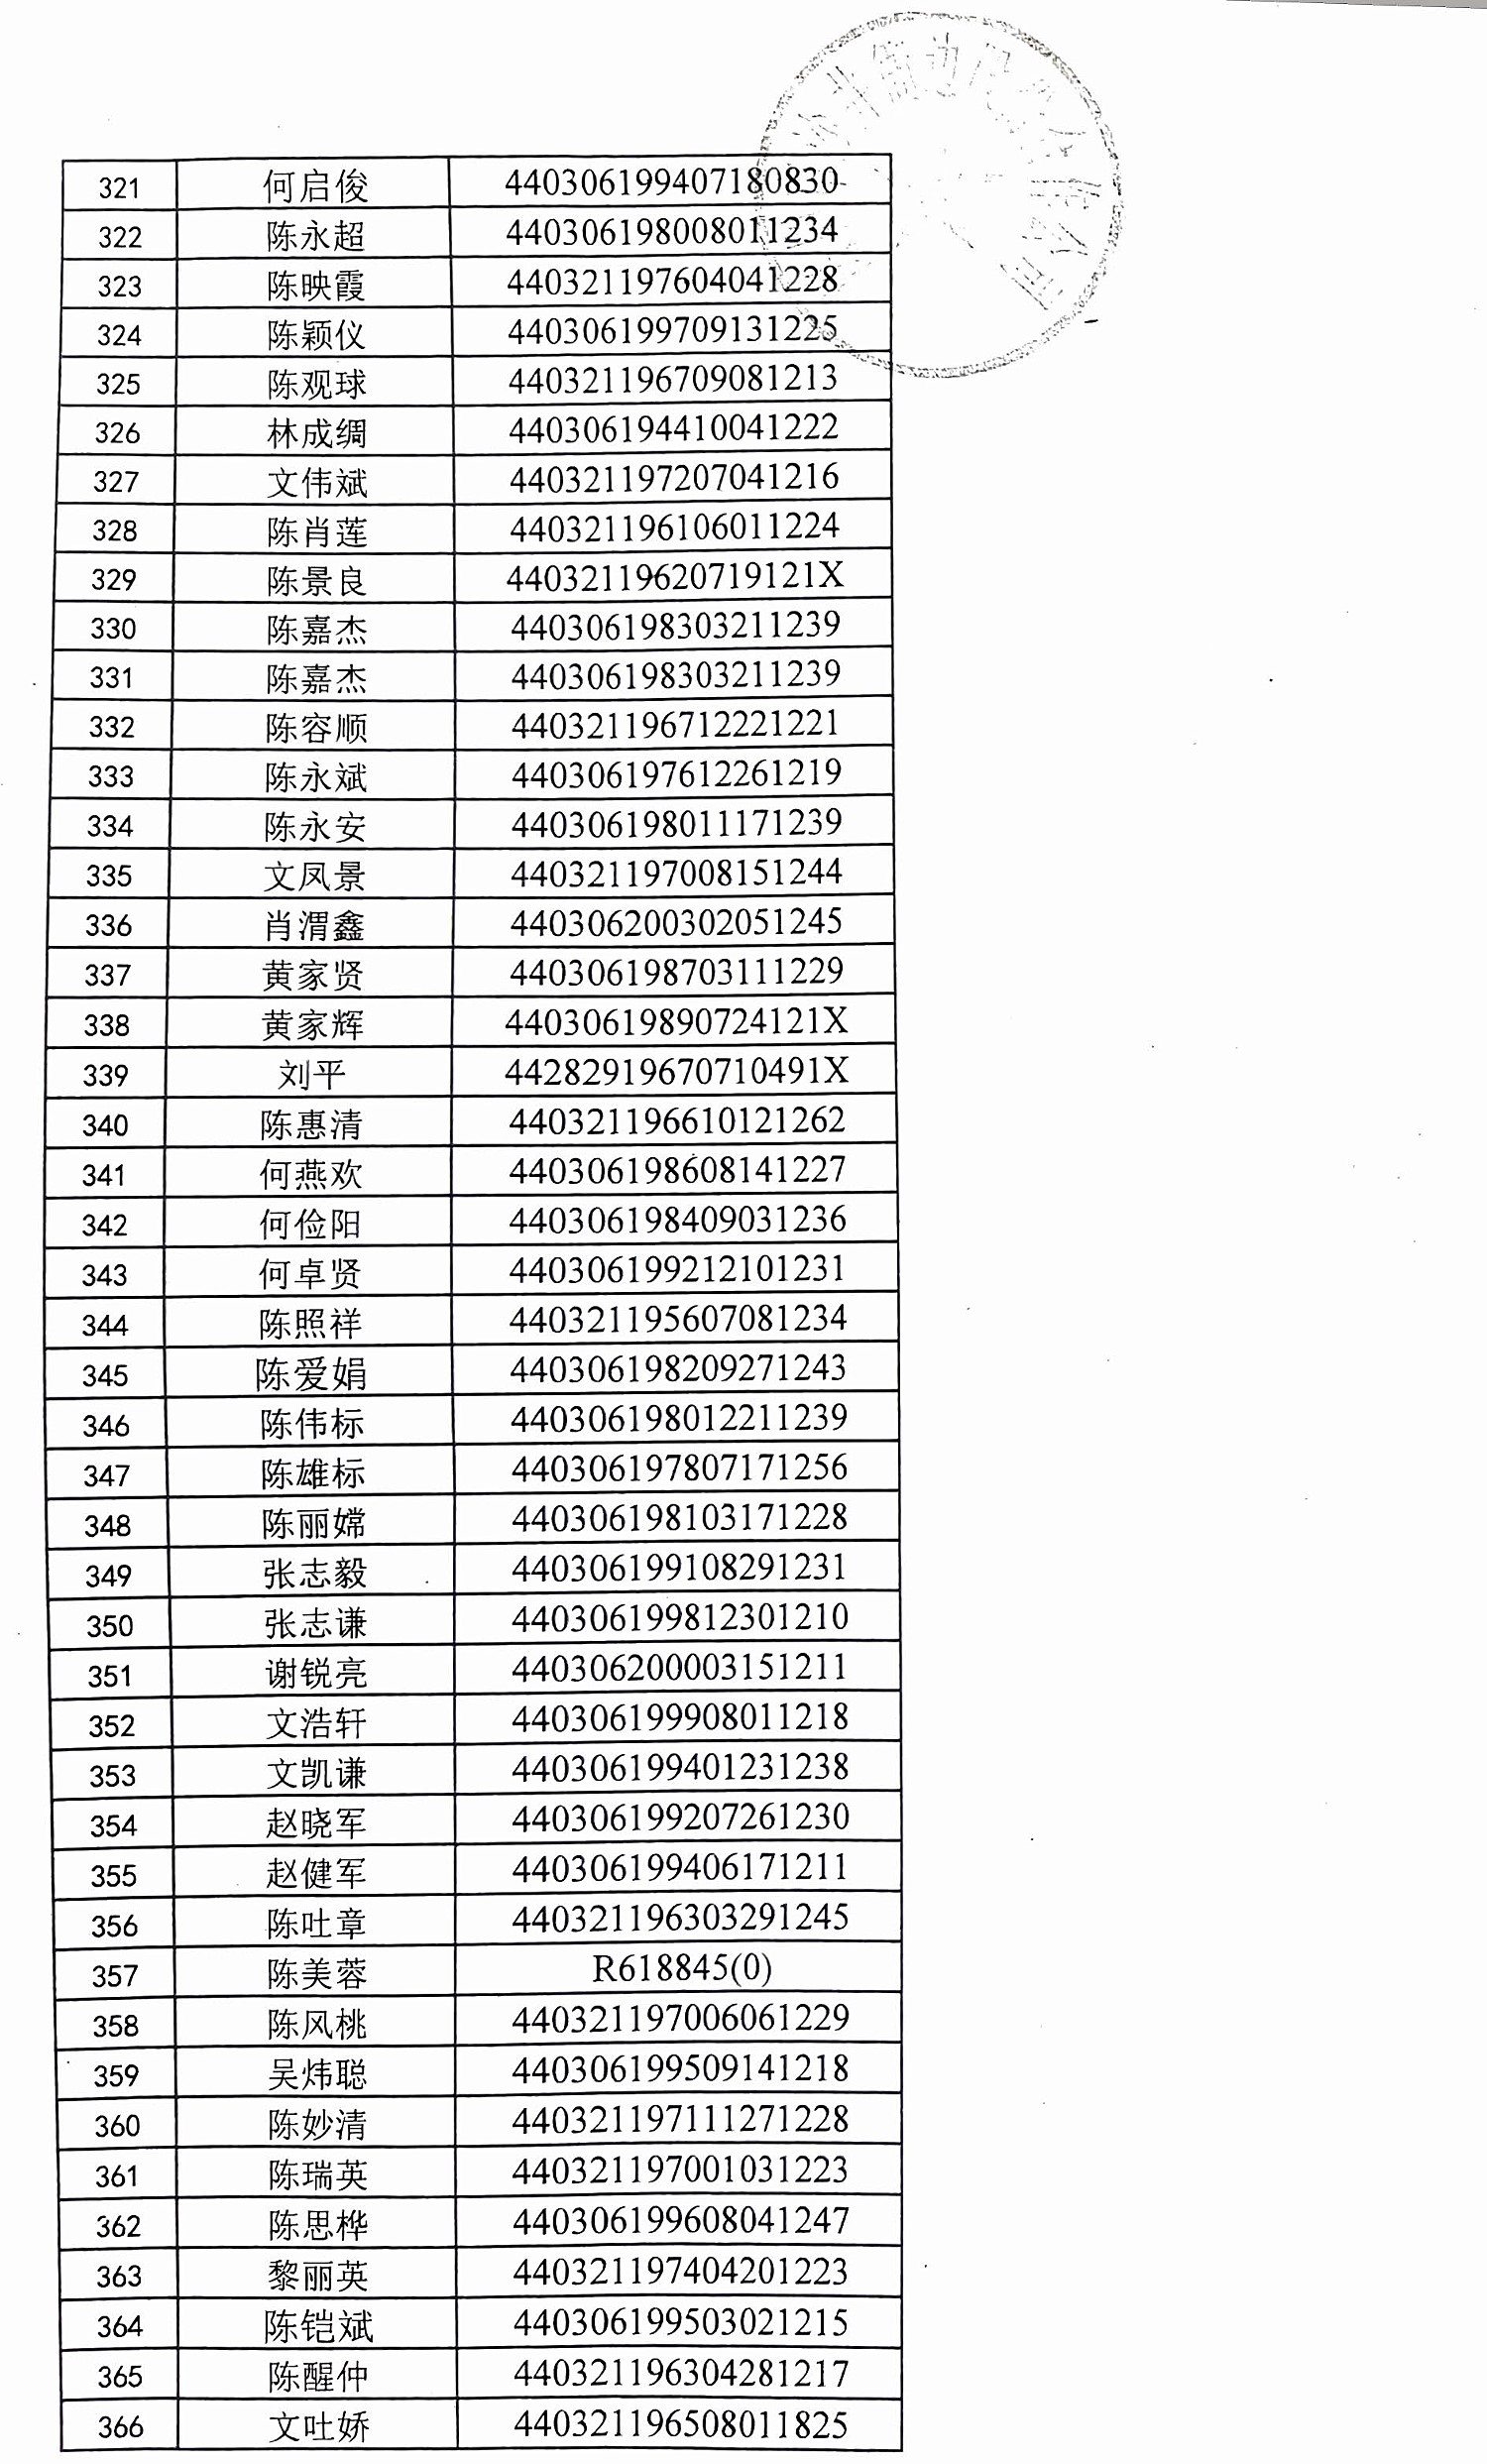 321 何启俊 440306199407180830
322 陈永超 440306198008011234
323 陈映霞 440321197604041228
324 陈颖仪 440306199709131225
325 陈观球 440321196709081213
326 林成绸 440306194410041222
327 文伟斌 440321197207041216
328 陈肖莲 440321196106011224
329 陈景良 44032119620719121X
330 陈嘉杰 440306198303211239
331 陈嘉杰 440306198303211239
332 陈容顺 440321196712221221
333 陈永斌 440306197612261219
334 陈永安 440306198011171239
335 文凤景 440321197008151244
336 肖渭鑫 440306200302051245
337 黄家贤 440306198703111229
338 黄家辉 44030619890724121X
339 刘平 44282919670710491X
340 陈惠清 440321196610121262
341 何燕欢 440306198608141227
342 何俭阳 440306198409031236
343 何卓贤 440306199212101231
344 陈照祥 440321195607081234
345 陈爱娟 440306198209271243
346 陈伟标 440306198012211239
347 陈雄标 440306197807171256
348 陈丽嫦 440306198103171228
349 张志毅 440306199108291231
350 张志谦 440306199812301210
351 谢锐亮 440306200003151211
352 文浩轩 440306199908011218
353 文凯谦 440306199401231238
354 赵晓军 440306199207261230
355 赵健军 440306199406171211
356 陈吐章 440321196303291245
357 陈美蓉 R618845(0)
358 陈风桃 440321197006061229
359 吴炜聪 440306199509141218
360 陈妙清 440321197111271228
361 陈瑞英 440321197001031223
362 陈思桦 440306199608041247
363 黎丽英 440321197404201223
364 陈铠斌 440306199503021215
365 陈醒仲 440321196304281217
366 文吐娇 440321196508011825